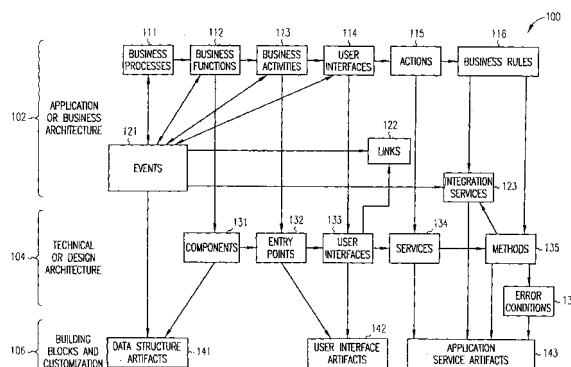 100
111 112 113 114 115 116
BUSINESS PROCESSES
BUSINESS FUNCTIONS
BUSINESS ACTIVITIES
USER INTERFACES
ACTIONS
BUSINESS RULES
102
APPLICATION
OR BUSINESS
ARCHITECTURE
121
EVENTS
122
LINKS
INTEGRATION
SERVICES
123
104
TECHNICAL
OR DESIGN
ARCHITECTURE
131 132 133 134
COMPONENTS
ENTRY
POINTS
USER
INTERFACES
SERVICES
METHODS
135
ERROR
CONDITIONS
106
BUILDING
BLOCKS AND
CUSTOMIZATION
DATA STRUCTURE
ARTIFACTS
141
142
USER INTERFACE
ARTIFACTS
APPLICATION
SERVICE ARTIFACTS
143